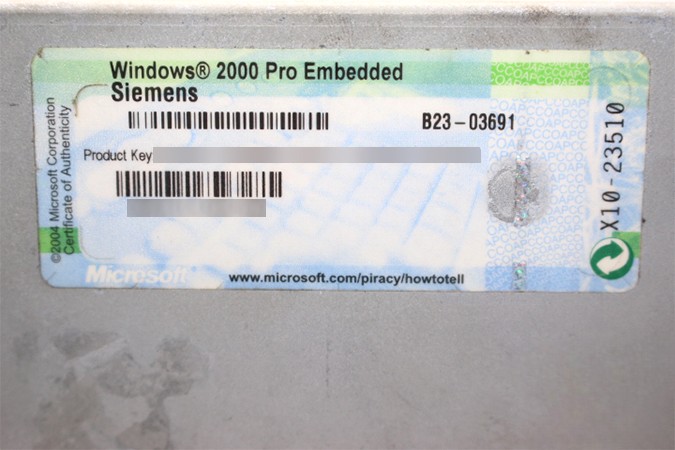 Windows® 2000 Pro Embedded
Siemens
B23-03691
Product Key
©2004 Microsoft Corporation
Certificate of Authenticity
X10-23510
Microsoft
www.microsoft.com/piracy/howtotell